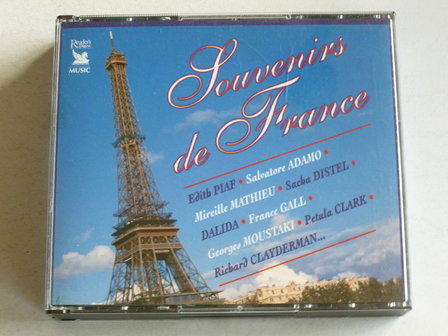 Reader's
Digest
MUSIC
Souvenirs
de France
Edith PIAF • Salvatore ADAMO •
Mireille MATHIEU • Sacha DISTEL •
DALIDA • France GALL •
Georges MOUSTAKI • Petula CLARK •
Richard CLAYDERMAN...